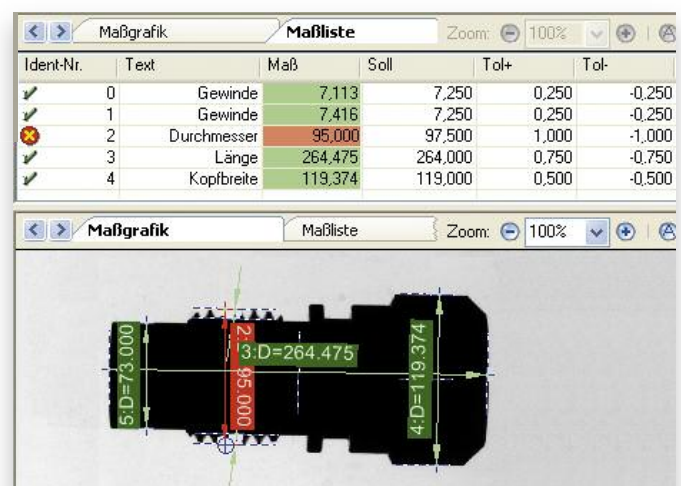 Maßgrafik Maßliste Zoom: 100%
Ident-Nr. Text Maß Soll Tol+ Tol-
0 Gewinde 7,113 7,250 0,250 -0,250
1 Gewinde 7,416 7,250 0,250 -0,250
2 Durchmesser 95,000 97,500 1,000 -1,000
3 Länge 264,475 264,000 0,750 -0,750
4 Kopfbreite 119,374 119,000 0,500 -0,500
Maßgrafik Maßliste Zoom: 100%
5:D=73.000
2: 95.000
3:D=264.475
4:D=119.374